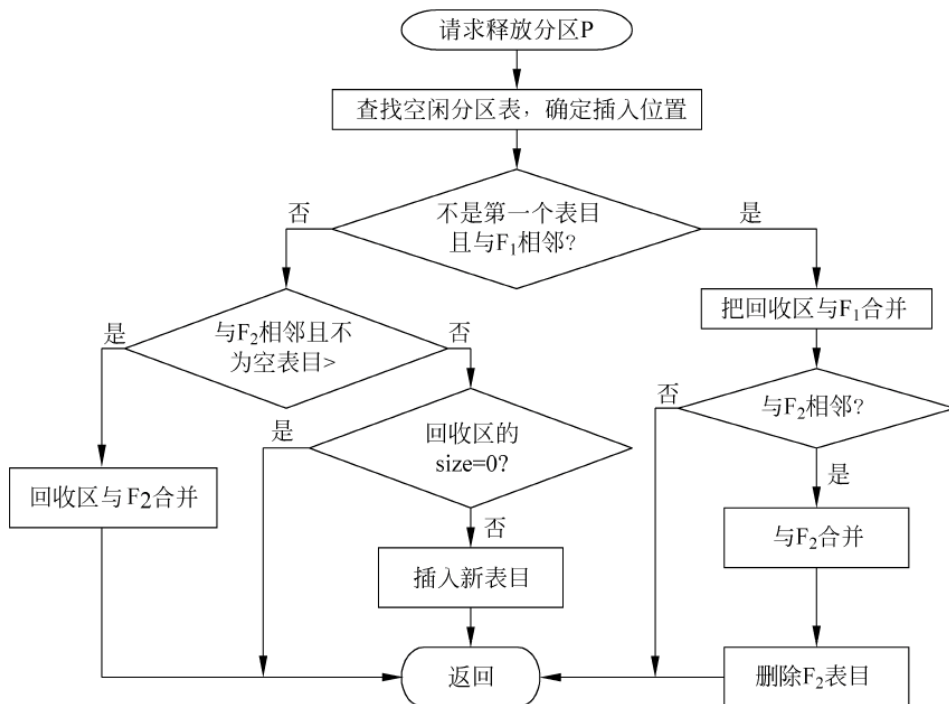 请求释放分区P
查找空闲分区表，确定插入位置
不是第一个表目
且与F₁相邻？
否
是
把回收区与F₁合并
与F₂相邻且不
为空表目>
是
否
与F₂相邻？
否
是
回收区的
size=0?
是
否
回收区与F2合并
与F₂合并
插入新表目
返回
删除F₂表目